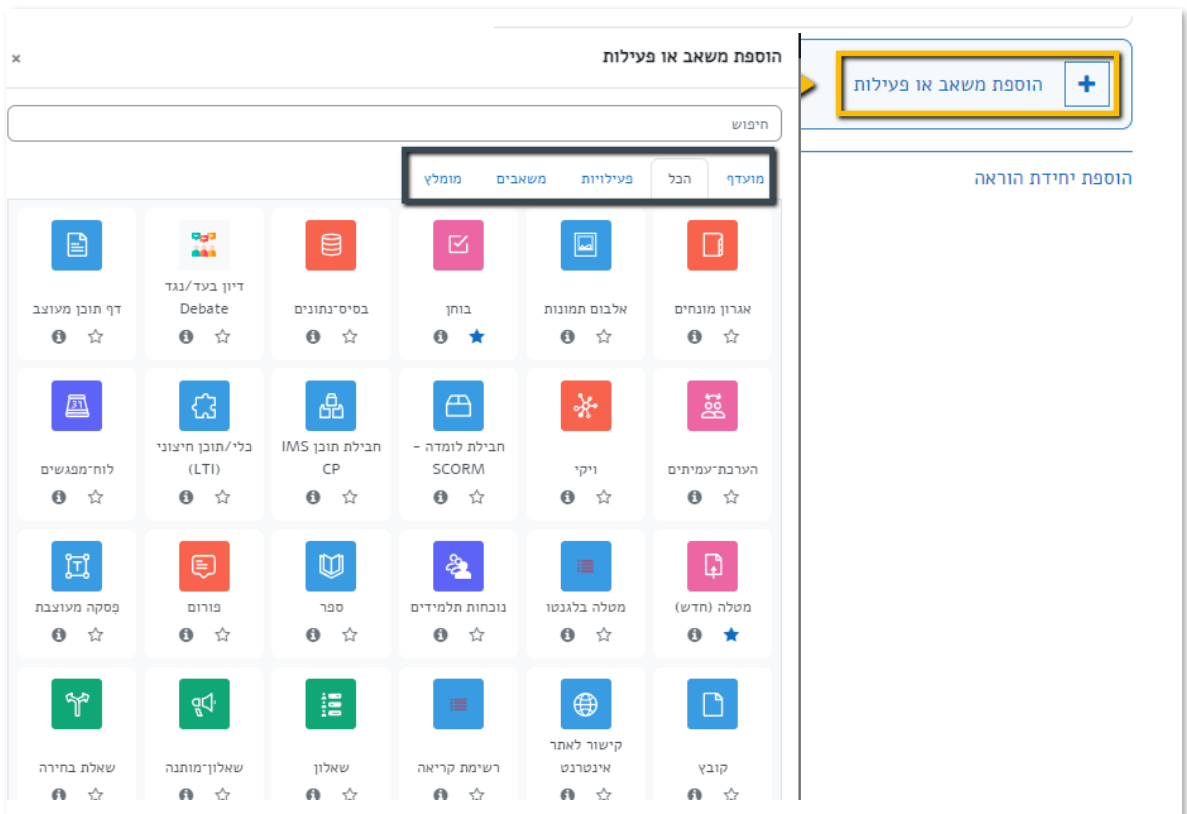 הוספת משאב או פעילות
הוספת יחידת הוראה
הוספת משאב או פעילות
×
חיפוש
מועדף
הכל
פעילויות
משאבים
מומלץ
אגרון מונחים
אלבום תמונות
בוחן
בסיס־נתונים
דיון בעד/נגד
Debate
דף תוכן מעוצב
הערכת־עמיתים
ויקי
חבילת לומדה -
SCORM
חבילת תוכן IMS
CP
כלי/תוכן חיצוני
(LTI)
לוח־מפגשים
31
מטלה (חדש)
מטלה בלגנטו
נוכחות תלמידים
ספר
פורום
פסקה מעוצבת
T
קובץ
קישור לאתר
אינטרנט
רשימת קריאה
שאלון
שאלון־מותנה
שאלת בחירה